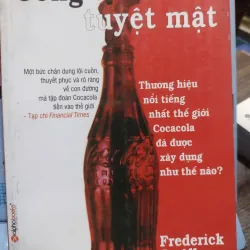 tuyệt mật
Một bức chân dung lôi cuốn,
thuyết phục và rõ ràng
về con đường
mà tập đoàn Cocacola
tiến vào thế giới
- Tạp chí Financial Times -
Thương hiệu
nổi tiếng
nhất thế giới
Cocacola
đã được
xây dựng
như thế nào?
alphabooks
Frederick